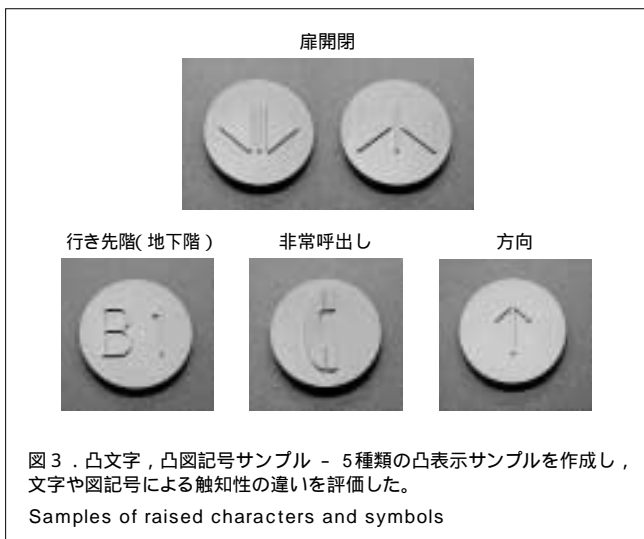 扉開閉
行き先階(地下階)
非常呼出し
方向
B1
図3．凸文字，凸図記号サンプル － 5種類の凸表示サンプルを作成し，
文字や図記号による触知性の違いを評価した。
Samples of raised characters and symbols